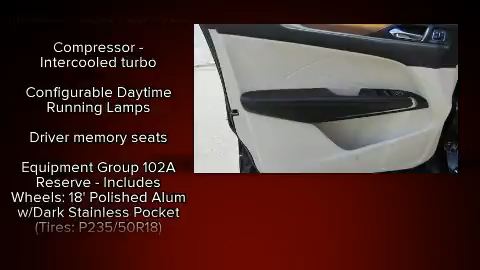 Compressor -
Intercooled turbo
Configurable Daytime
Running Lamps
Driver memory seats
Equipment Group 102A
Reserve - Includes
Wheels: 18' Polished Alum
w/Dark Stainless Pocket
(Tires: P235/50R18)